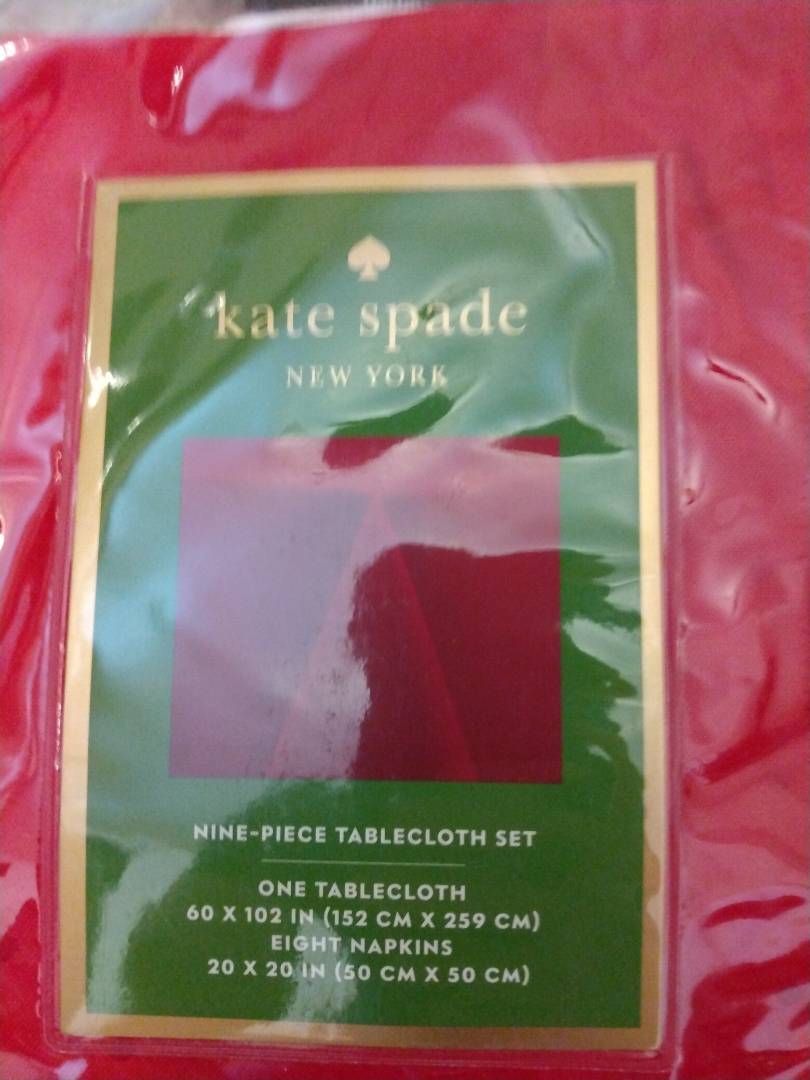 kate spade
NEW YORK
NINE-PIECE TABLECLOTH SET
ONE TABLECLOTH
60 X 102 IN (152 CM X 259 CM)
EIGHT NAPKINS
20 X 20 IN (50 CM X 50 CM)